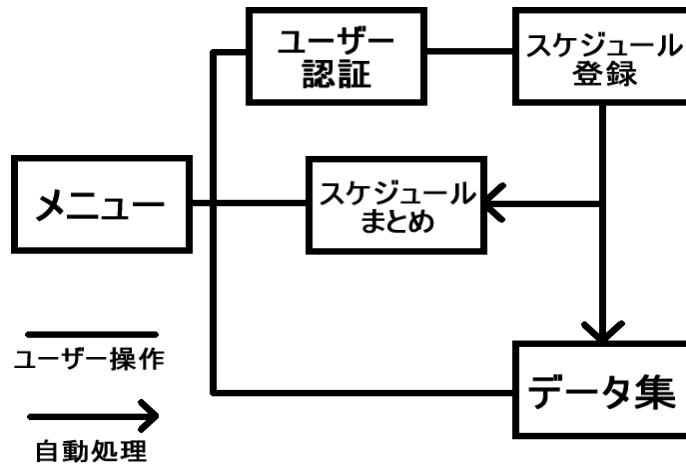 ユーザー
認証
スケジュール
登録
メニュー
スケジュール
まとめ
データ集
ユーザー操作
自動処理